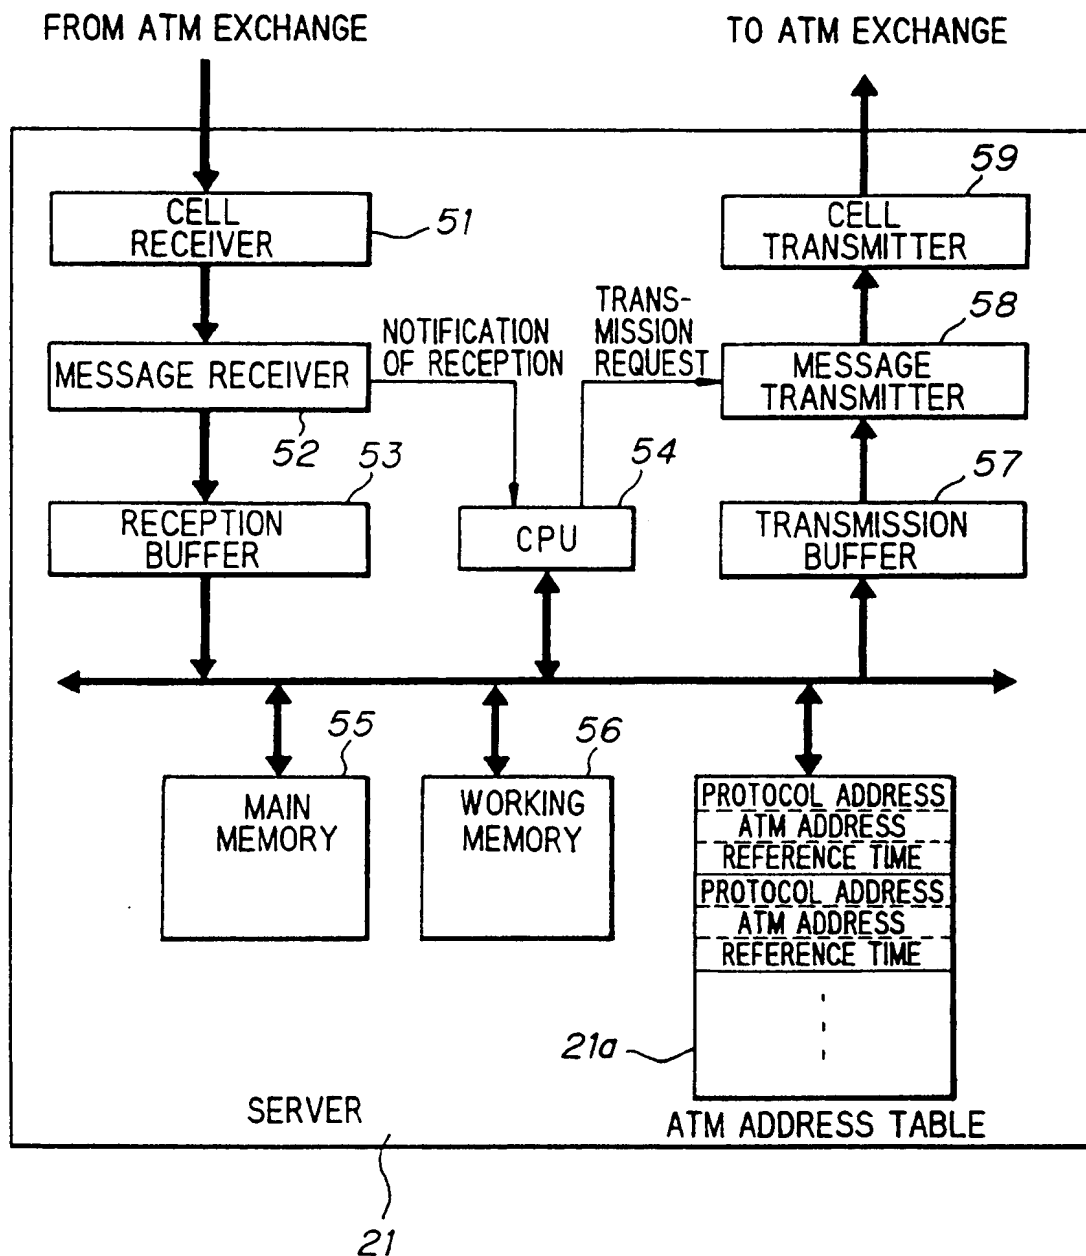 FROM ATM EXCHANGE
TO ATM EXCHANGE
59
CELL
RECEIVER
51
CELL
TRANSMITTER
NOTIFICATION
OF RECEPTION
TRANS-
MISSION
REQUEST
58
MESSAGE RECEIVER
52
MESSAGE
TRANSMITTER
53
54
57
RECEPTION
BUFFER
CPU
TRANSMISSION
BUFFER
55
56
MAIN
MEMORY
WORKING
MEMORY
PROTOCOL ADDRESS
ATM ADDRESS
REFERENCE TIME
PROTOCOL ADDRESS
ATM ADDRESS
REFERENCE TIME
21a
SERVER
ATM ADDRESS TABLE
21